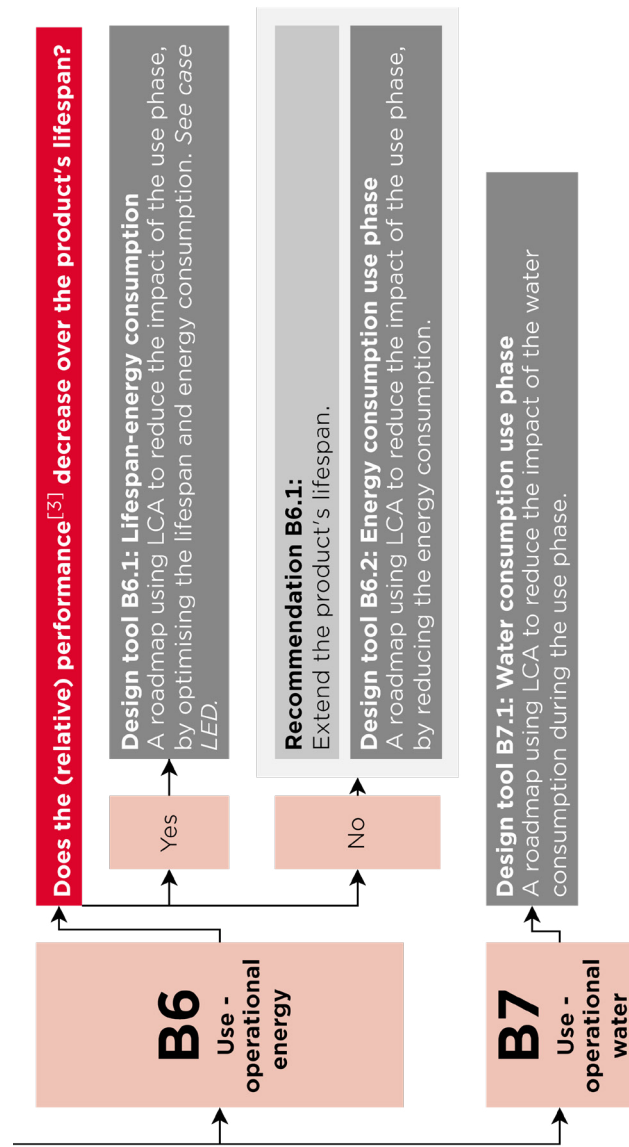 B6
Use -
operational
energy
Does the (relative) performance[3] decrease over the product's lifespan?
Yes
Design tool B6.1: Lifespan-energy consumption
A roadmap using LCA to reduce the impact of the use phase,
by optimising the lifespan and energy consumption. See case
LED.
No
Recommendation B6.1:
Extend the product's lifespan.
Design tool B6.2: Energy consumption use phase
A roadmap using LCA to reduce the impact of the use phase,
by reducing the energy consumption.
B7
Use -
operational
water
Design tool B7.1: Water consumption use phase
A roadmap using LCA to reduce the impact of the water
consumption during the use phase.